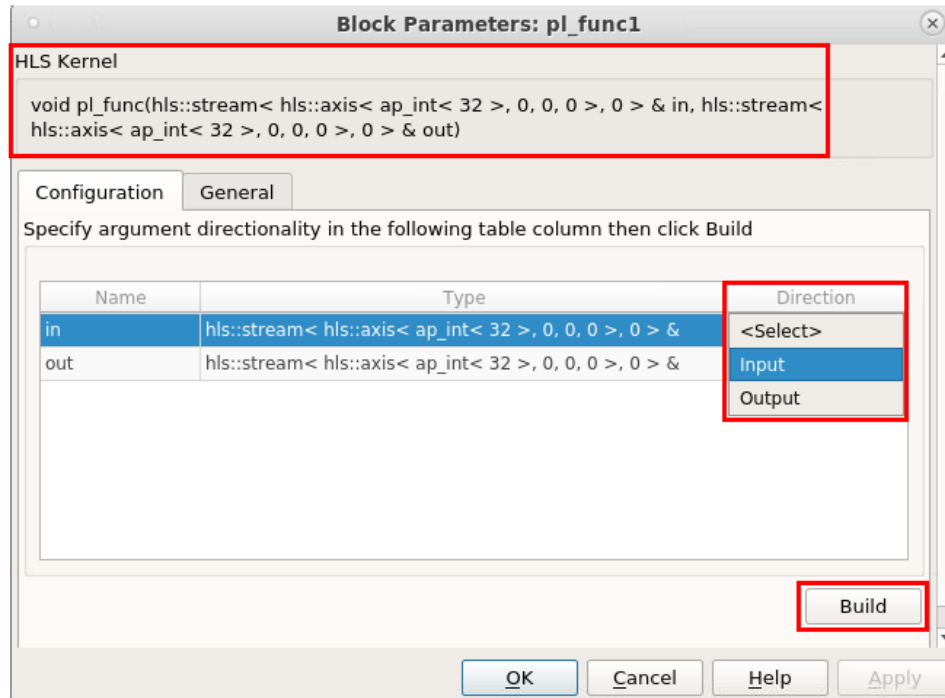 Block Parameters: pl_func1
HLS Kernel
void pl_func(hls::stream< hls::axis< ap_int< 32 >, 0, 0, 0 >, 0 > & in, hls::stream<
hls::axis< ap_int< 32 >, 0, 0, 0 >, 0 > & out)
Configuration General
Specify argument directionality in the following table column then click Build
Name Type Direction
in hls::stream< hls::axis< ap_int< 32 >, 0, 0, 0 >, 0 > & <Select>
out hls::stream< hls::axis< ap_int< 32 >, 0, 0, 0 >, 0 > & Input
Output
Build
OK Cancel Help Apply